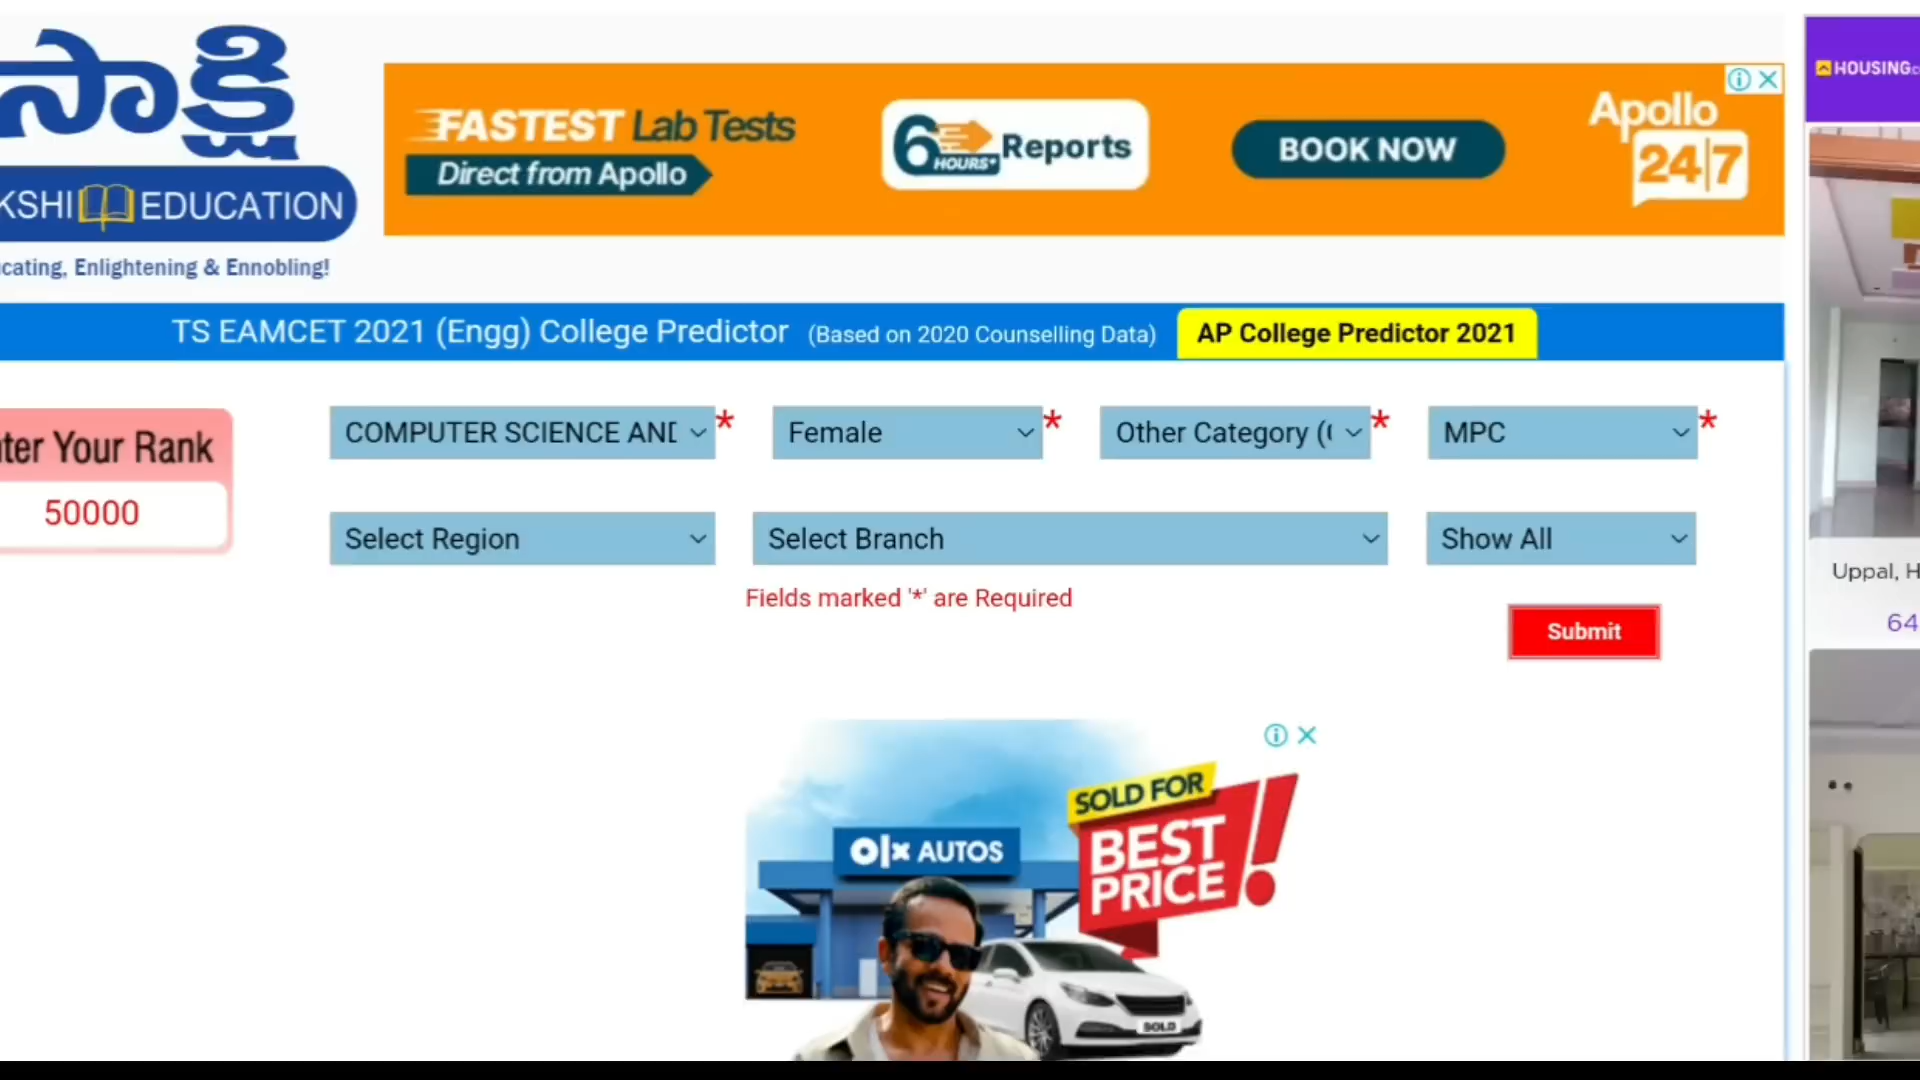 సాక్షి
KSHI EDUCATION
cating, Enlightening & Ennobling!
FASTEST Lab Tests
Direct from Apollo
6 HOURS* Reports
BOOK NOW
Apollo
24|7
HOUSING
TS EAMCET 2021 (Engg) College Predictor (Based on 2020 Counselling Data) AP College Predictor 2021
ter Your Rank
50000
COMPUTER SCIENCE AND * Female * Other Category (( * MPC *
Select Region Select Branch Show All
Fields marked '*' are Required
Submit
Uppal, H
64
SOLD FOR
BEST
PRICE!
OLX AUTOS
SOLD